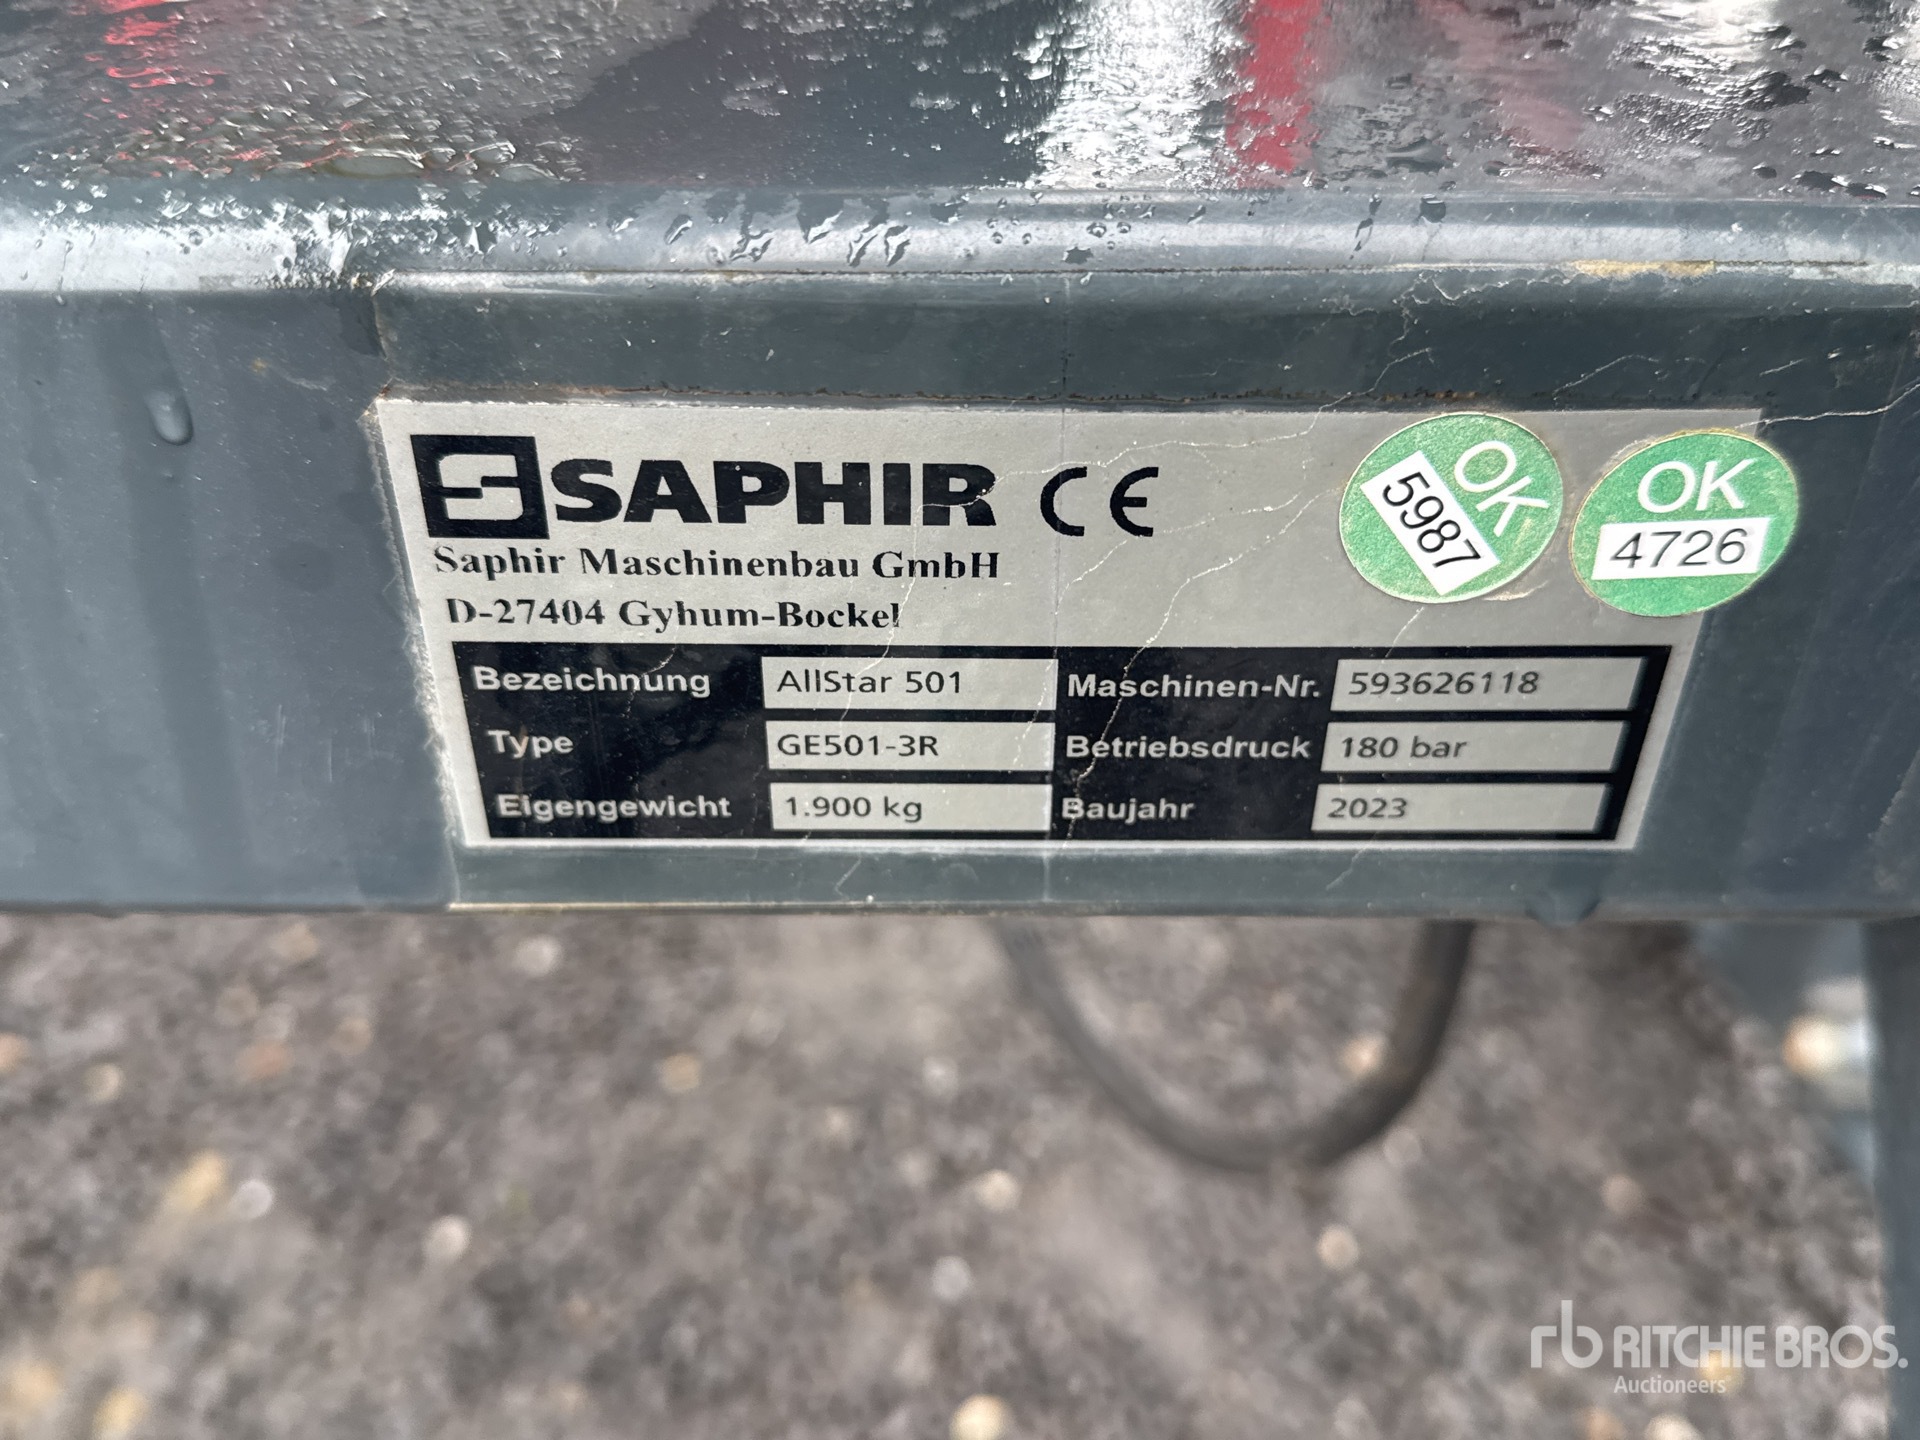 SAPHIR CE
Saphir Maschinenbau GmbH
D-27404 Gyhum-Bockel
OK
5987
OK
4726
Bezeichnung AllStar 501 Maschinen-Nr. 593626118
Type GE501-3R Betriebsdruck 180 bar
Eigengewicht 1.900 kg Baujahr 2023
rb RITCHIE BROS.
Auctioneers